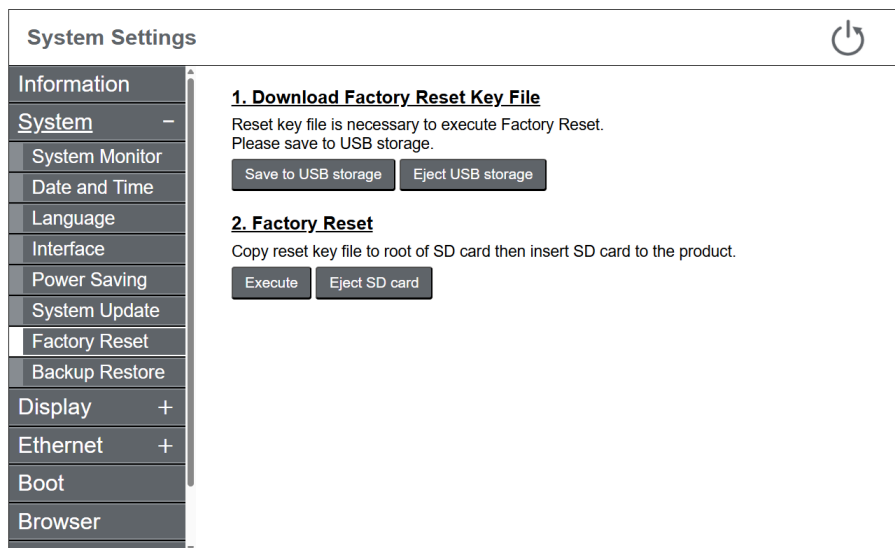 System Settings
Information
System −
System Monitor
Date and Time
Language
Interface
Power Saving
System Update
Factory Reset
Backup Restore
Display +
Ethernet +
Boot
Browser
1. Download Factory Reset Key File
Reset key file is necessary to execute Factory Reset.
Please save to USB storage.
Save to USB storage Eject USB storage
2. Factory Reset
Copy reset key file to root of SD card then insert SD card to the product.
Execute Eject SD card